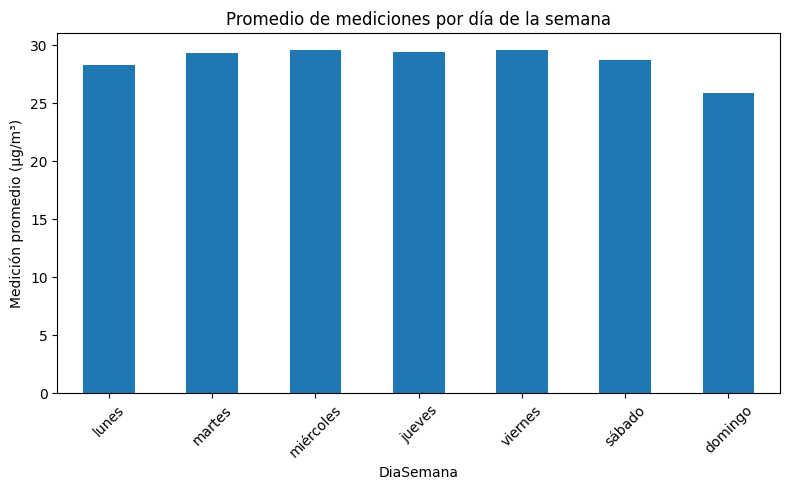 Promedio de mediciones por día de la semana
Medición promedio (µg/m³)
30
25
20
15
10
5
0
lunes
martes
miércoles
jueves
viernes
sábado
domingo
DiaSemana